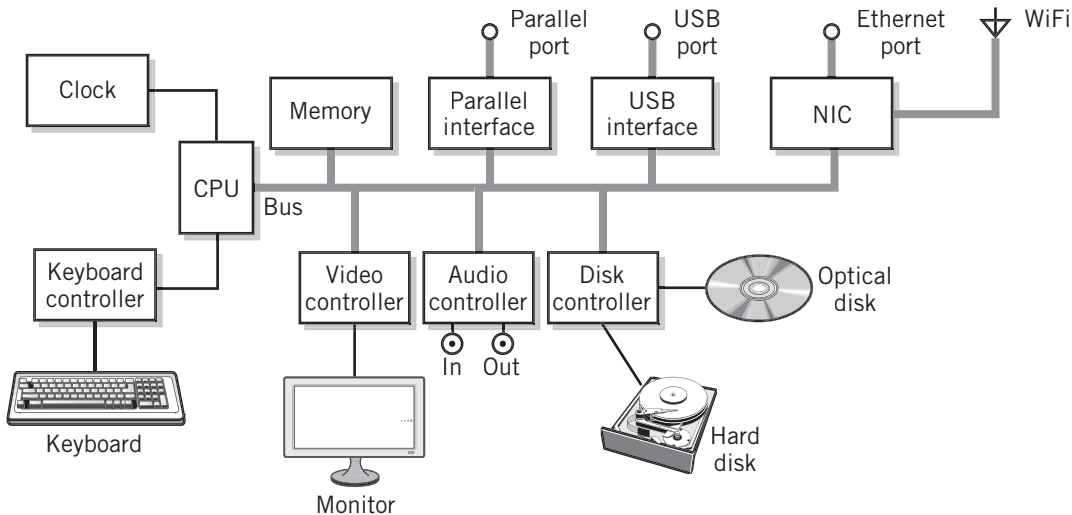 Parallel
port
USB
port
Ethernet
port
WiFi
Clock
Memory
Parallel
interface
USB
interface
NIC
CPU
Bus
Keyboard
controller
Video
controller
Audio
controller
Disk
controller
Optical
disk
In
Out
Keyboard
Monitor
Hard
disk